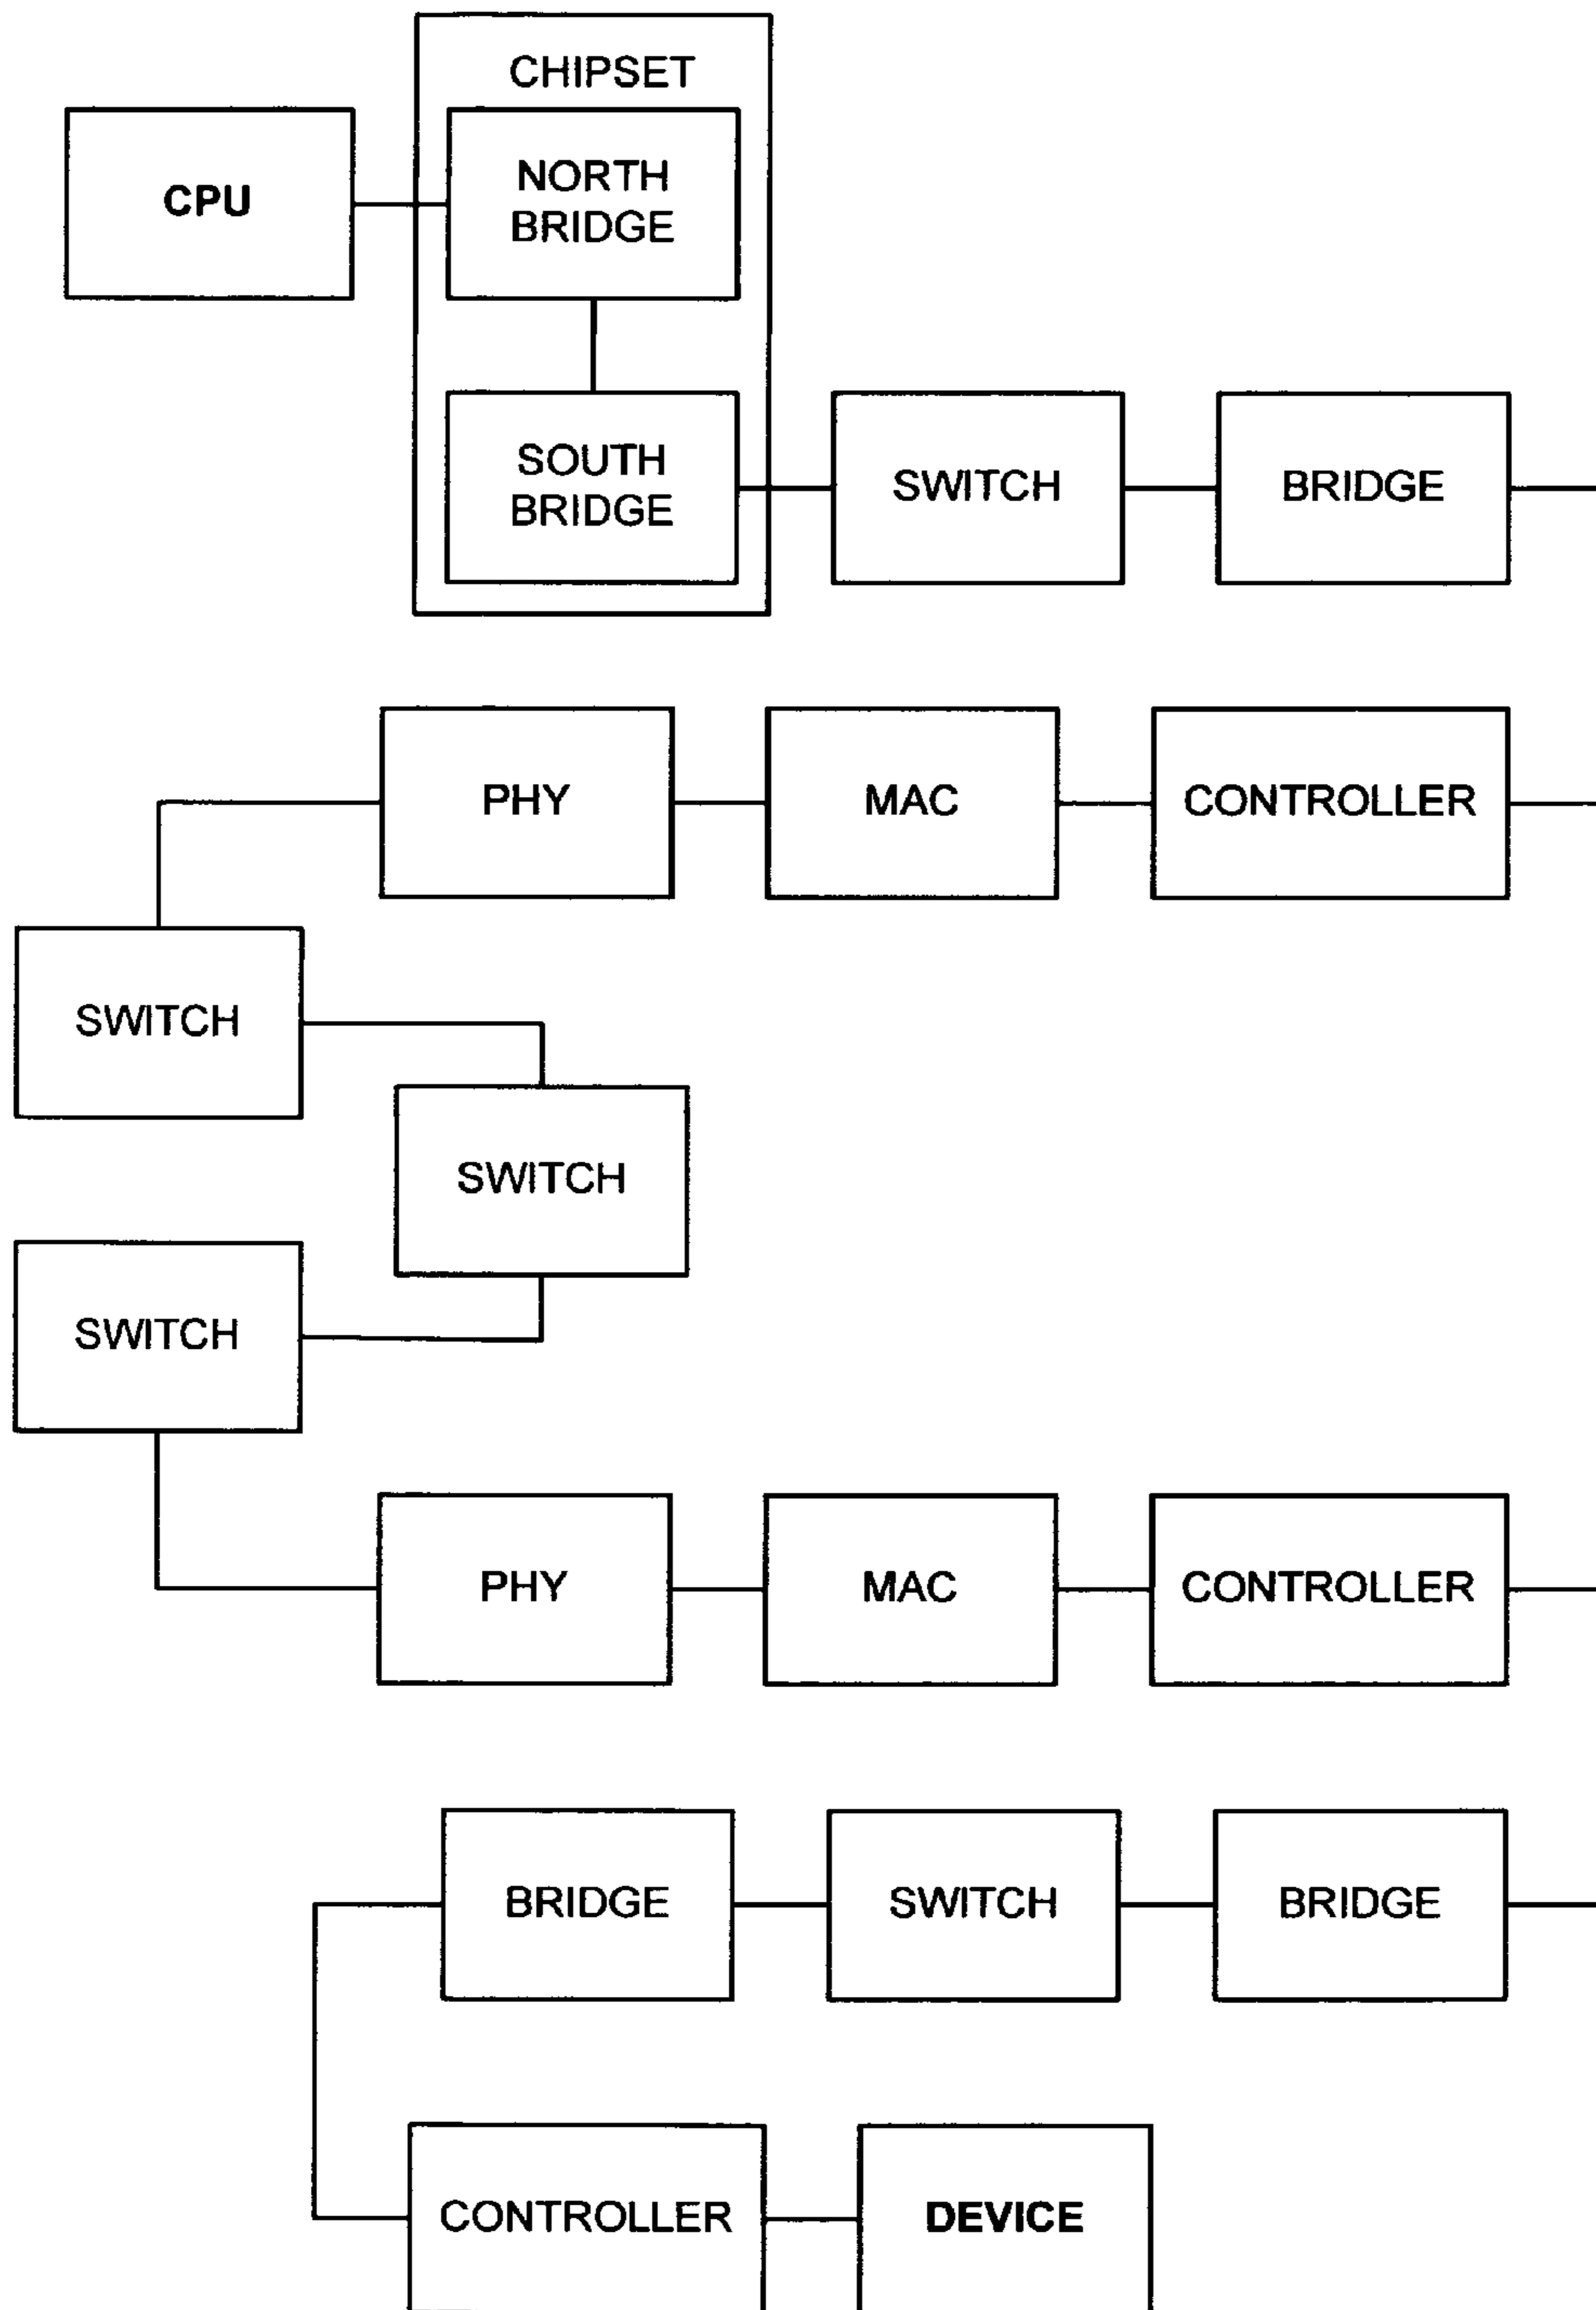 CHIPSET
CPU
NORTH
BRIDGE
SOUTH
BRIDGE
SWITCH
BRIDGE
PHY
MAC
CONTROLLER
SWITCH
SWITCH
SWITCH
PHY
MAC
CONTROLLER
BRIDGE
SWITCH
BRIDGE
CONTROLLER
DEVICE